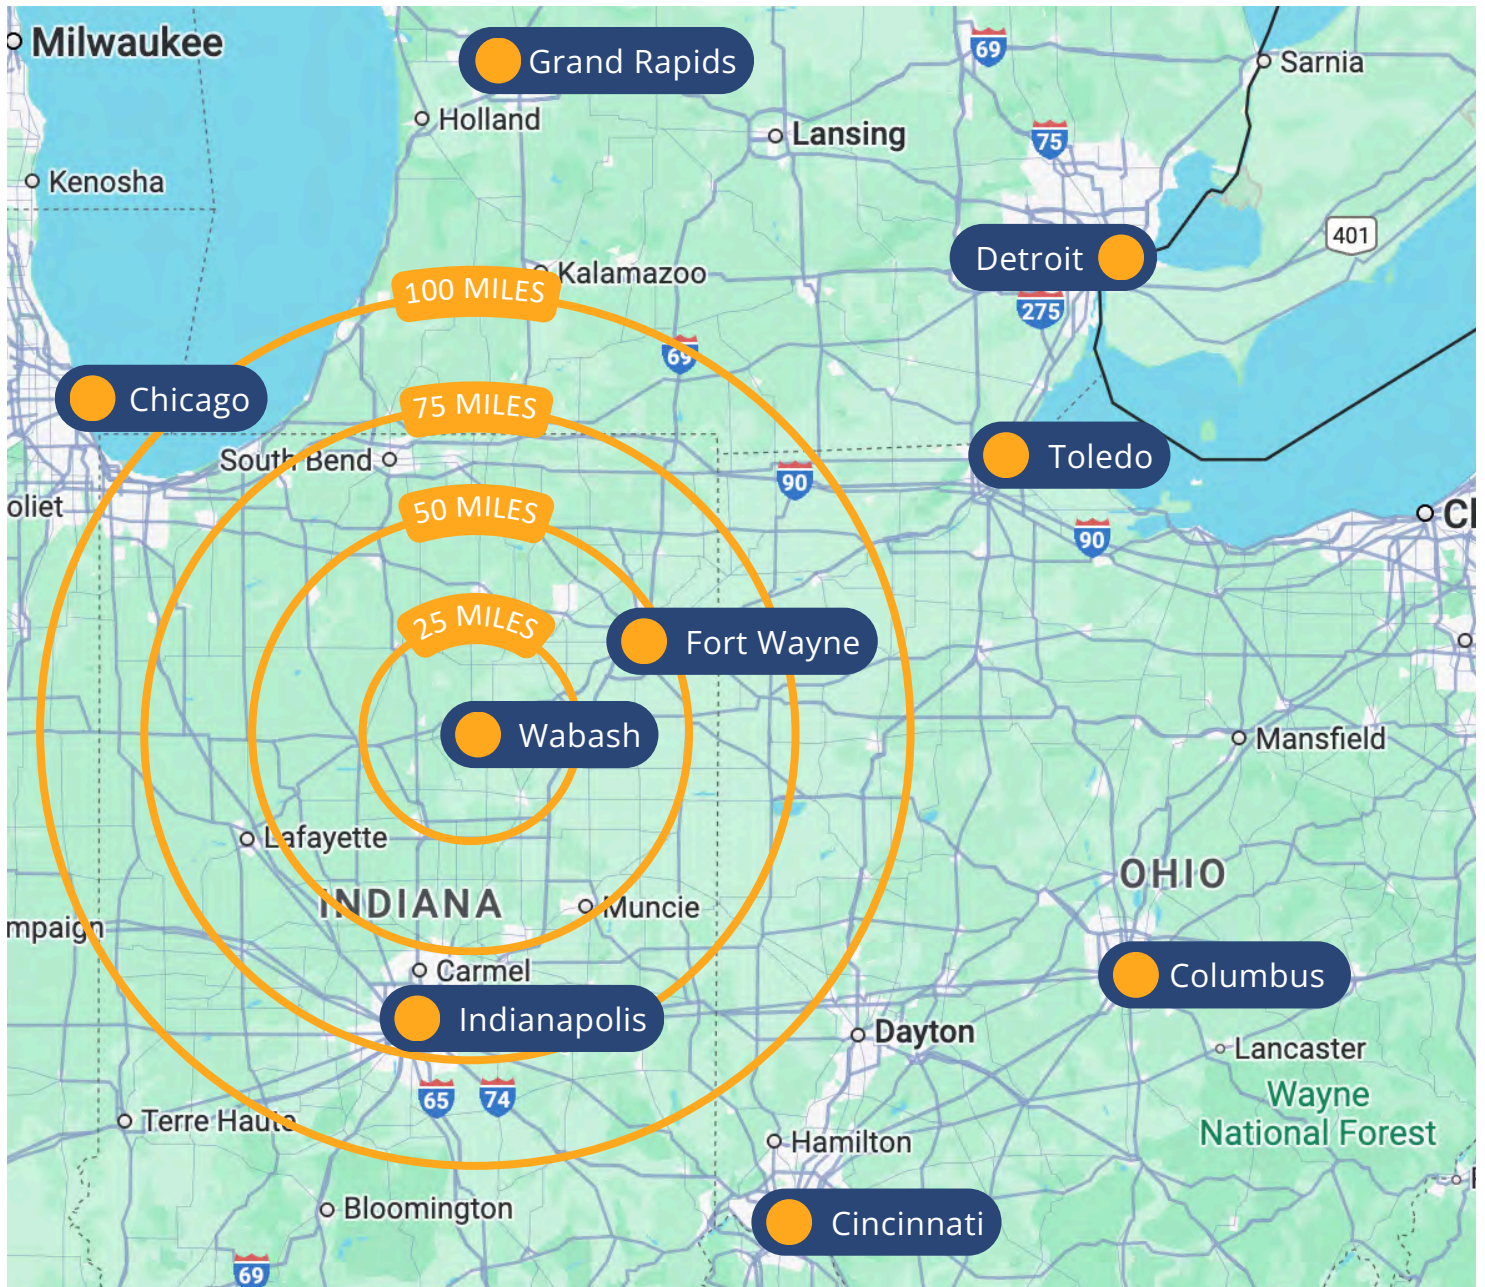 Milwaukee
Grand Rapids
69
Sarnia
Holland
Lansing
75
Kenosha
401
Detroit
Kalamazoo
100 MILES
275
69
Chicago
75 MILES
South Bend
Toledo
90
oliet
50 MILES
Cl
90
25 MILES
Fort Wayne
Wabash
Mansfield
Lafayette
OHIO
INDIANA
Muncie
mpaign
Carmel
Columbus
Indianapolis
Dayton
Lancaster
65
74
Wayne
National Forest
Terre Haute
Hamilton
Bloomington
Cincinnati
69